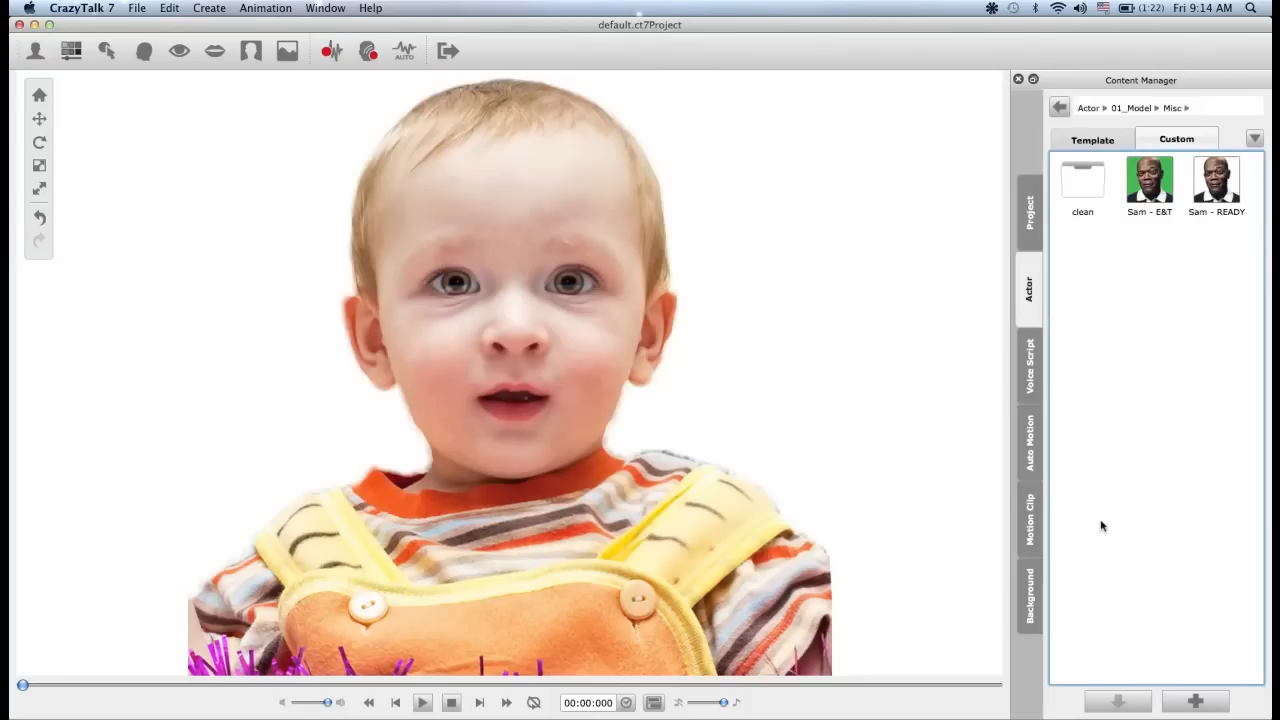 CrazyTalk 7 File Edit Create Animation Window Help (1:22) Fri 9:14 AM
default.ct7Project
AUTO
Content Manager
Actor 01_Model Misc
Template Custom
clean Sam - E&T Sam - READY
Project
Actor
Voice Script
Auto Motion
Motion Clip
Background
00:00:000